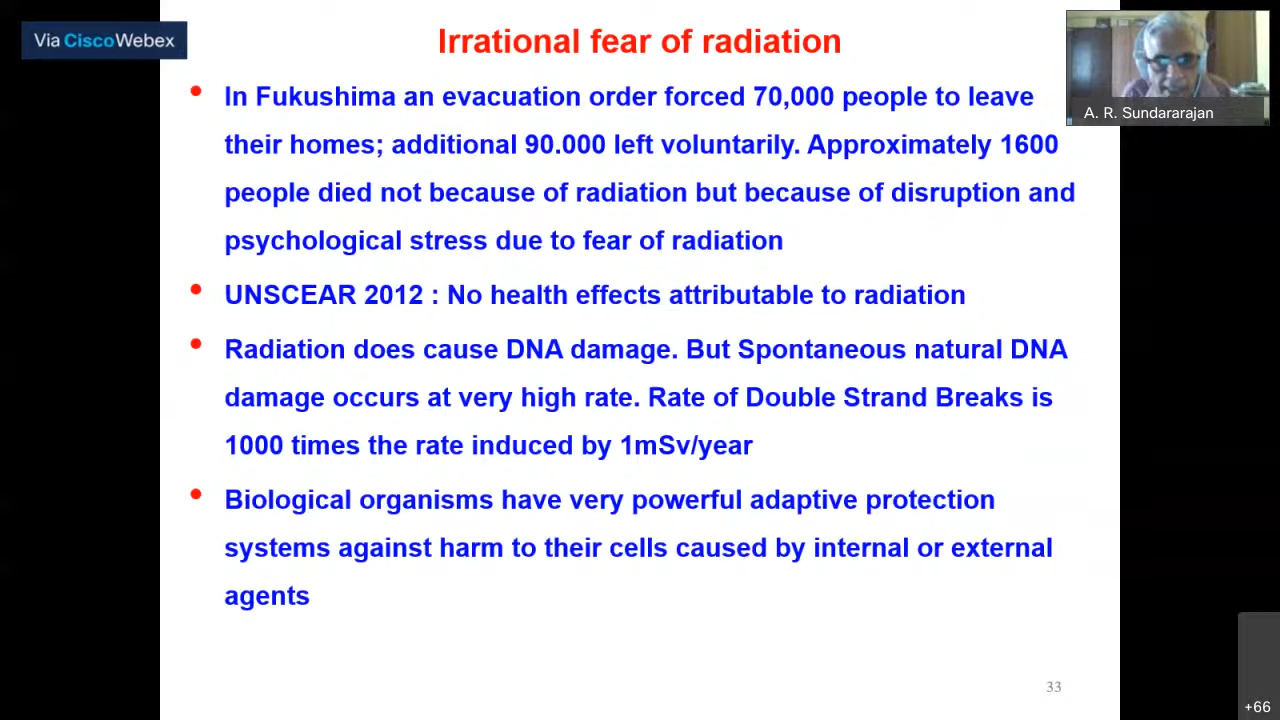 Via Cisco Webex
Irrational fear of radiation
A. R. Sundararajan
• In Fukushima an evacuation order forced 70,000 people to leave
their homes; additional 90.000 left voluntarily. Approximately 1600
people died not because of radiation but because of disruption and
psychological stress due to fear of radiation
• UNSCEAR 2012 : No health effects attributable to radiation
• Radiation does cause DNA damage. But Spontaneous natural DNA
damage occurs at very high rate. Rate of Double Strand Breaks is
1000 times the rate induced by 1mSv/year
• Biological organisms have very powerful adaptive protection
systems against harm to their cells caused by internal or external
agents
33
+66